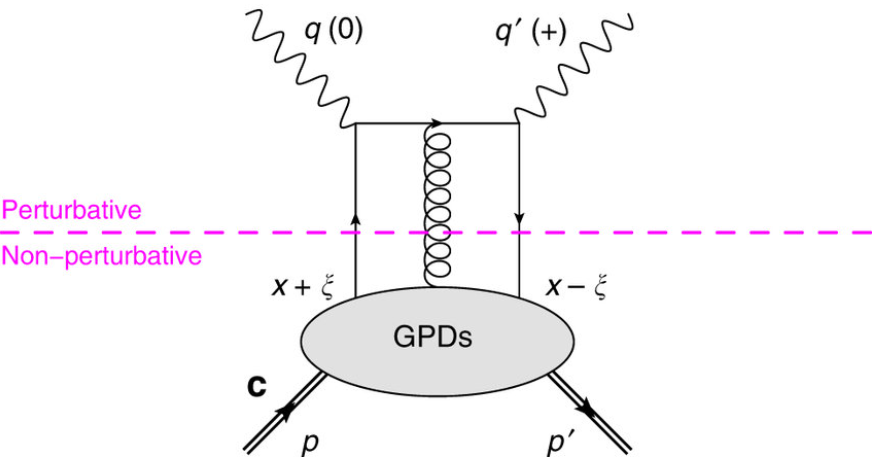 q (0)
q′ (+)
Perturbative
Non–perturbative
x + ξ
x – ξ
GPDs
c
p
p′